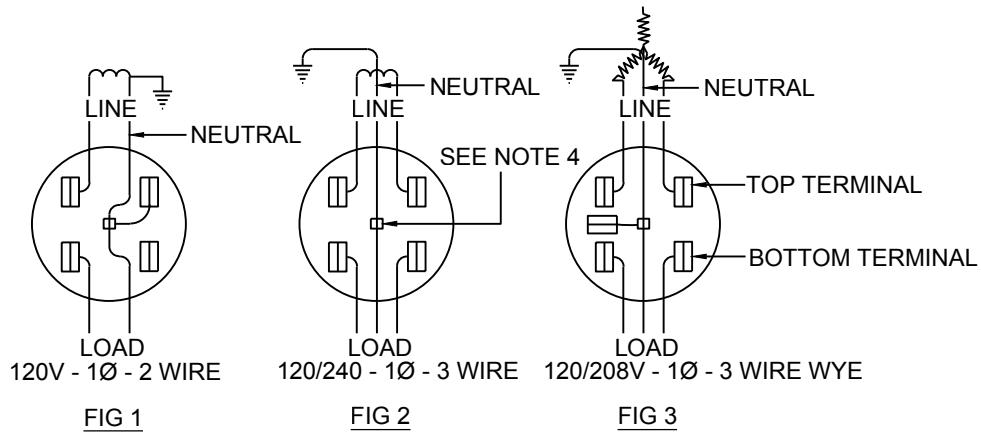 LINE
NEUTRAL
LOAD
120V - 1Ø - 2 WIRE
FIG 1
NEUTRAL
LINE
SEE NOTE 4
LOAD
120/240 - 1Ø - 3 WIRE
FIG 2
NEUTRAL
LINE
TOP TERMINAL
BOTTOM TERMINAL
LOAD
120/208V - 1Ø - 3 WIRE WYE
FIG 3